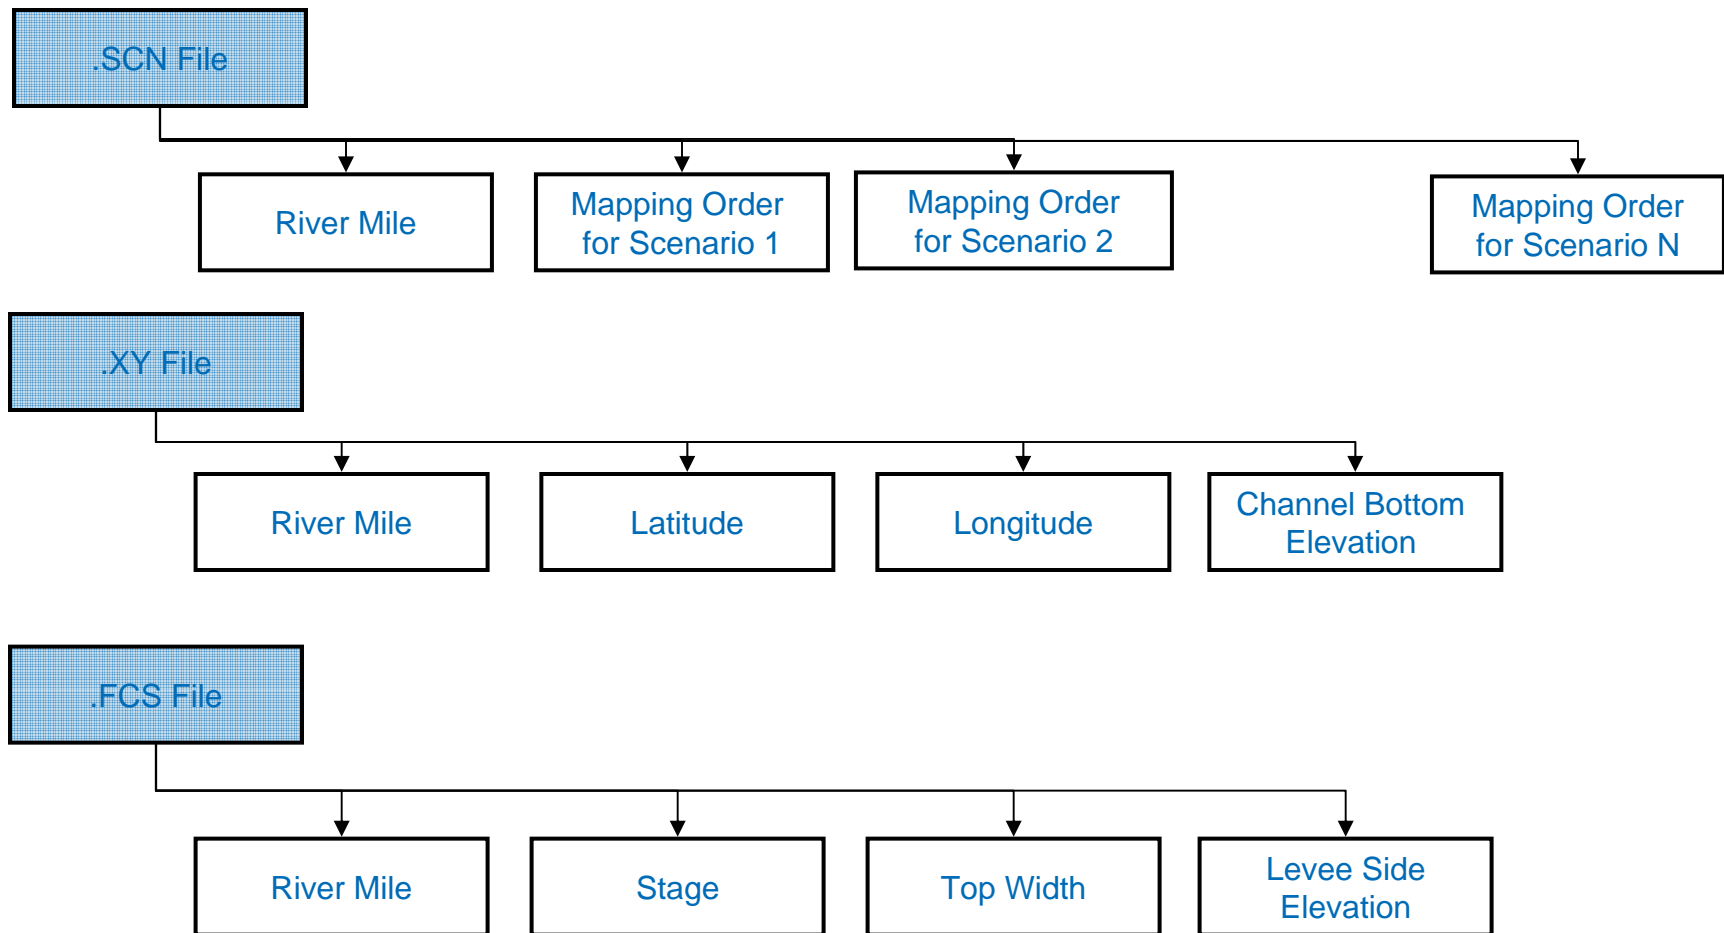 .SCN File
River Mile
Mapping Order
for Scenario 1
Mapping Order
for Scenario 2
Mapping Order
for Scenario N
.XY File
River Mile
Latitude
Longitude
Channel Bottom
Elevation
.FCS File
River Mile
Stage
Top Width
Levee Side
Elevation